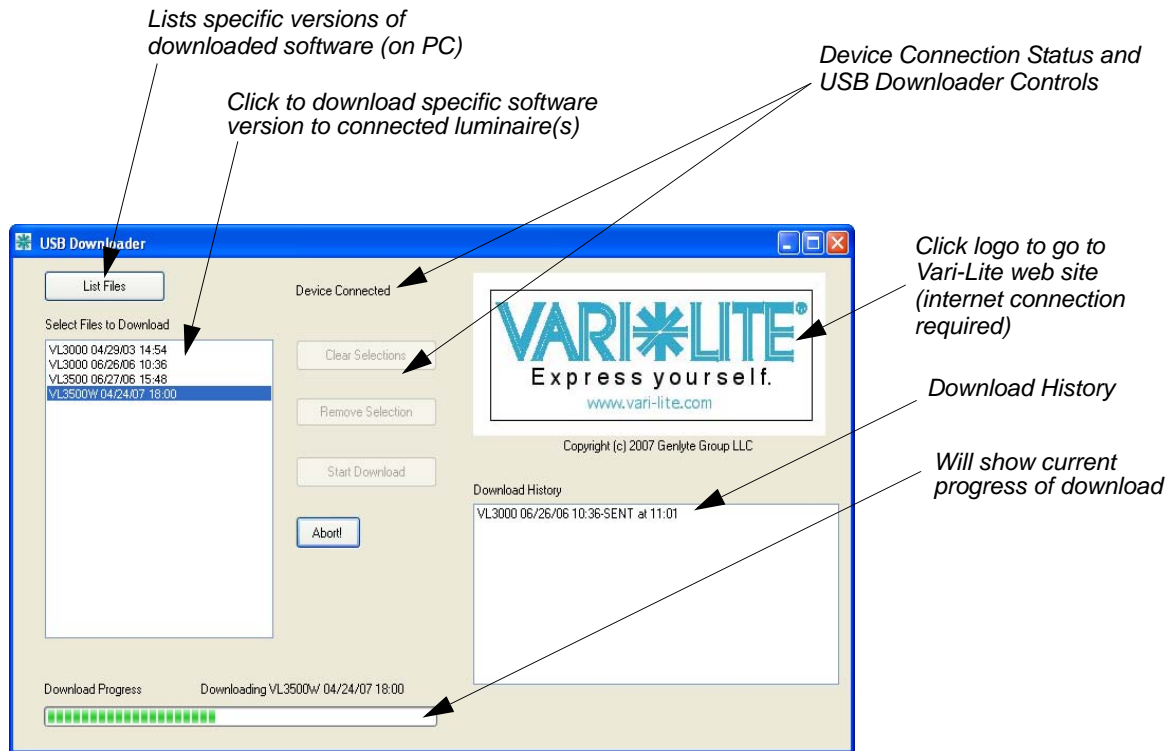 Lists specific versions of
downloaded software (on PC)
Device Connection Status and
USB Downloader Controls
Click to download specific software
version to connected luminaire(s)
USB Downloader
List Files
Device Connected
Select Files to Download
VL3000 04/29/03 14:54
VL3000 06/26/06 10:36
VL3500 06/27/06 15:48
VL3500W 04/24/07 18:00
Clear Selections
Remove Selection
Start Download
Abort!
VARI*LITE®
Express yourself.
www.vari-lite.com
Copyright (c) 2007 Genlyte Group LLC
Click logo to go to
Vari-Lite web site
(internet connection
required)
Download History
Download History
VL3000 06/26/06 10:36-SENT at 11:01
Will show current
progress of download
Download Progress
Downloading VL3500W 04/24/07 18:00